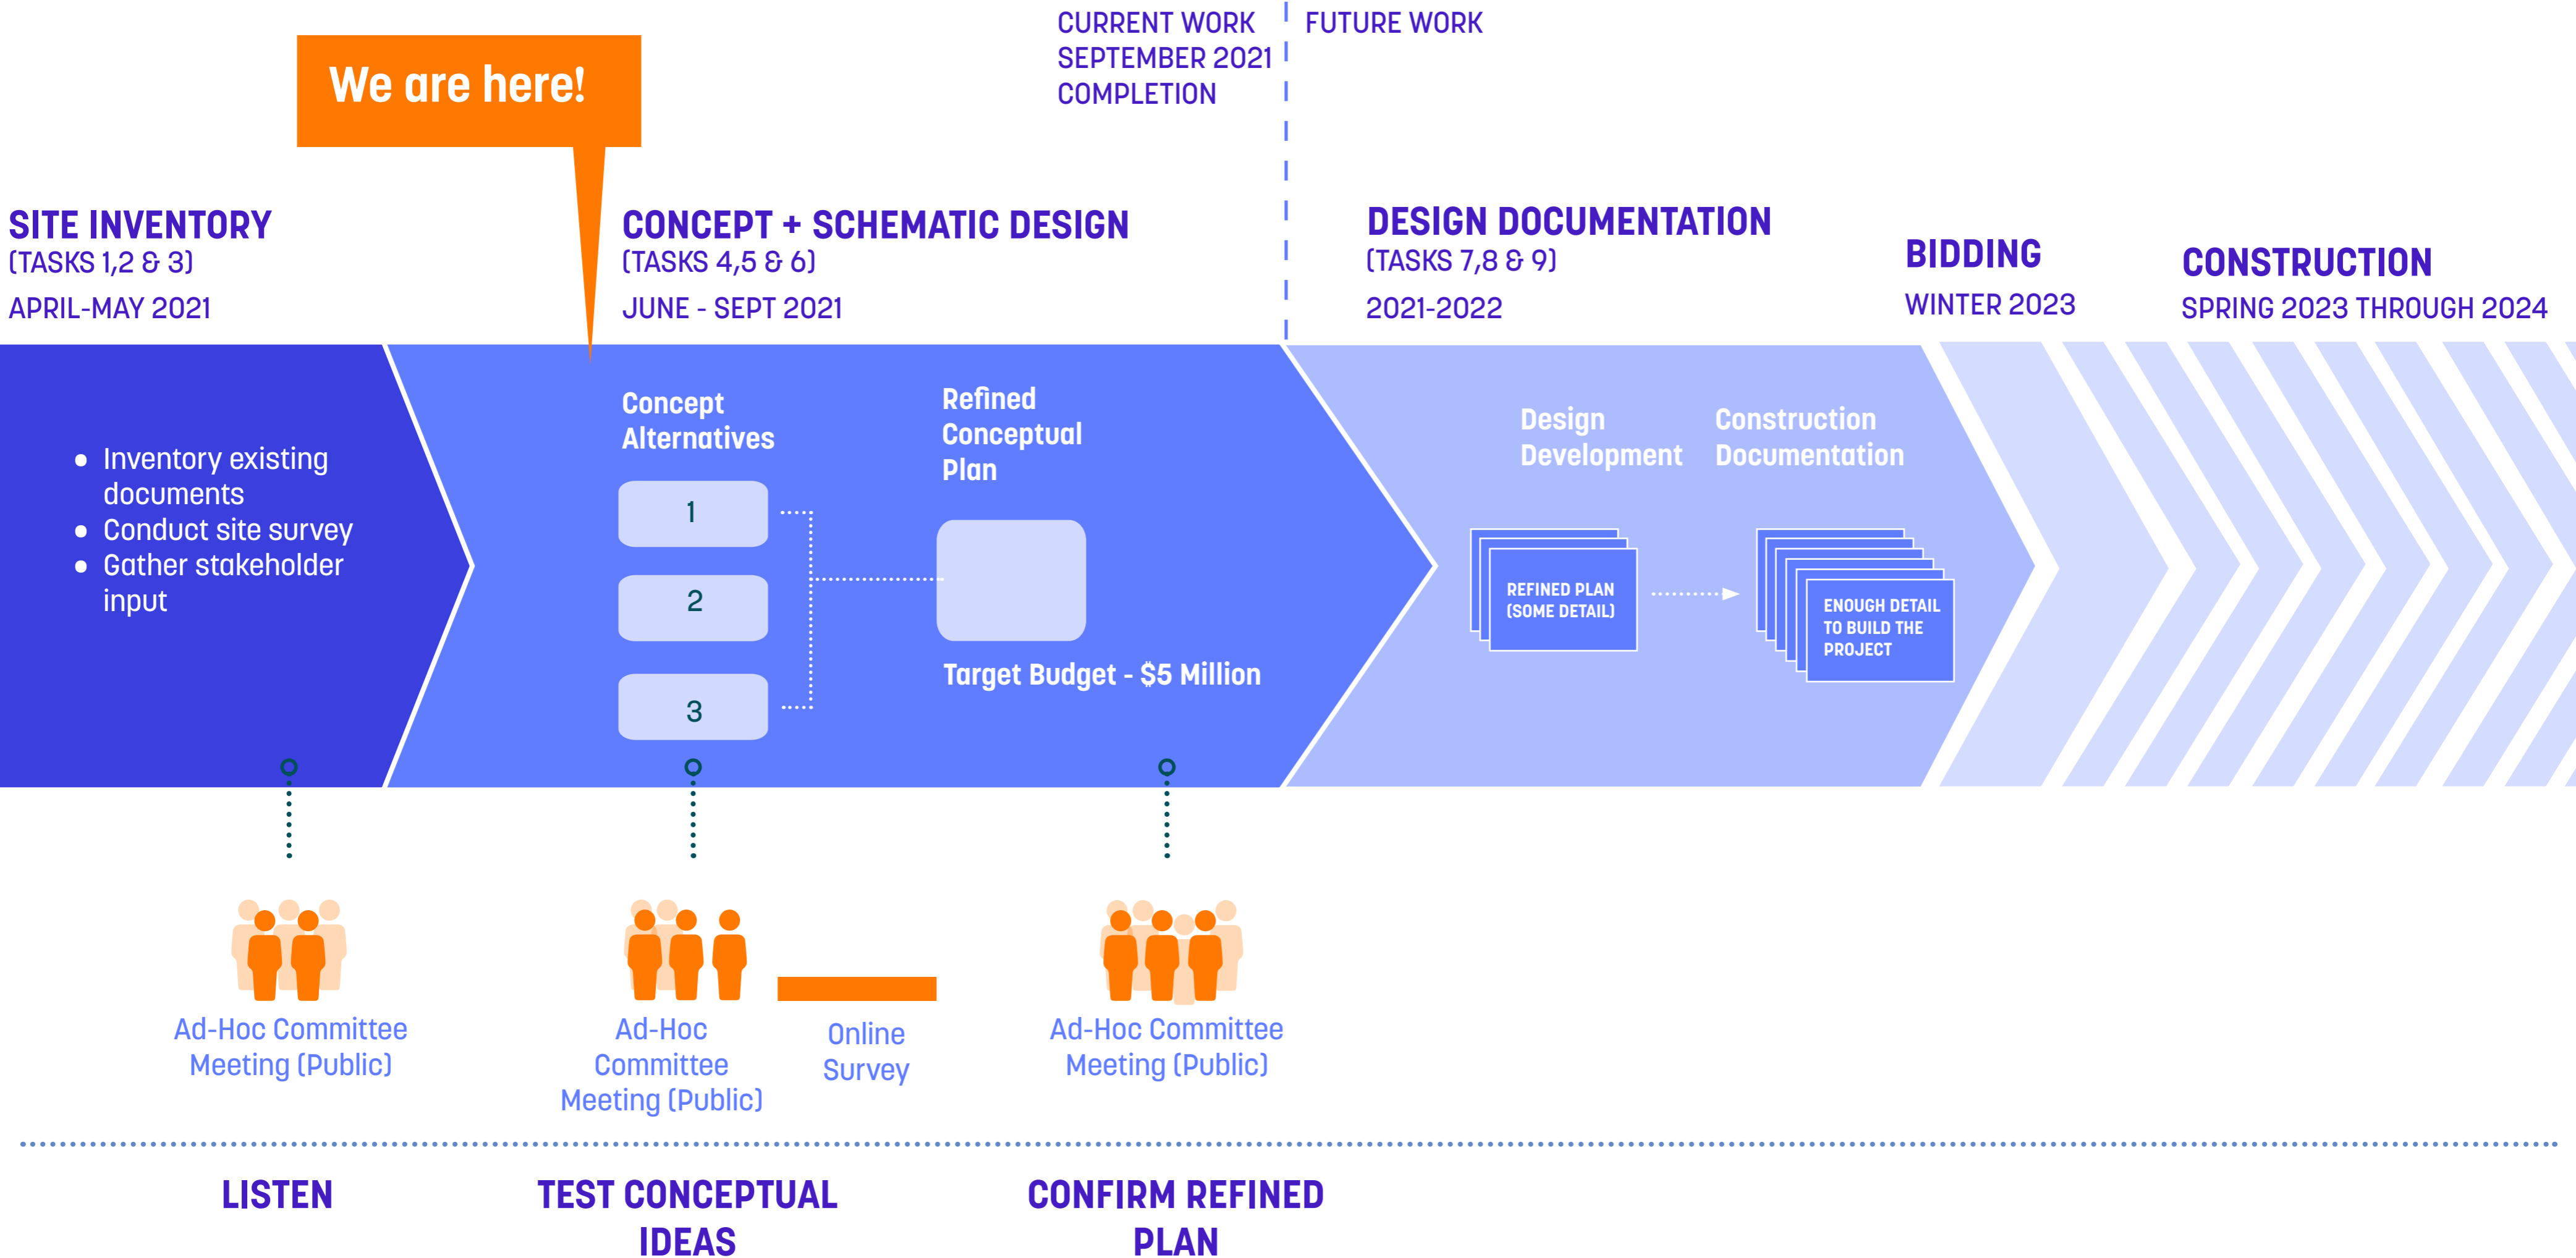 CURRENT WORK
SEPTEMBER 2021
COMPLETION
FUTURE WORK
We are here!
SITE INVENTORY
(TASKS 1,2 & 3)
APRIL-MAY 2021
CONCEPT + SCHEMATIC DESIGN
(TASKS 4,5 & 6)
JUNE - SEPT 2021
DESIGN DOCUMENTATION
(TASKS 7,8 & 9)
2021-2022
BIDDING
WINTER 2023
CONSTRUCTION
SPRING 2023 THROUGH 2024
• Inventory existing
documents
• Conduct site survey
• Gather stakeholder
input
Concept
Alternatives
1
2
3
Refined
Conceptual
Plan
Target Budget - $5 Million
Design
Development
REFINED PLAN
(SOME DETAIL)
Construction
Documentation
ENOUGH DETAIL
TO BUILD THE
PROJECT
Ad-Hoc Committee
Meeting (Public)
Ad-Hoc
Committee
Meeting (Public)
Online
Survey
Ad-Hoc Committee
Meeting (Public)
LISTEN
TEST CONCEPTUAL
IDEAS
CONFIRM REFINED
PLAN